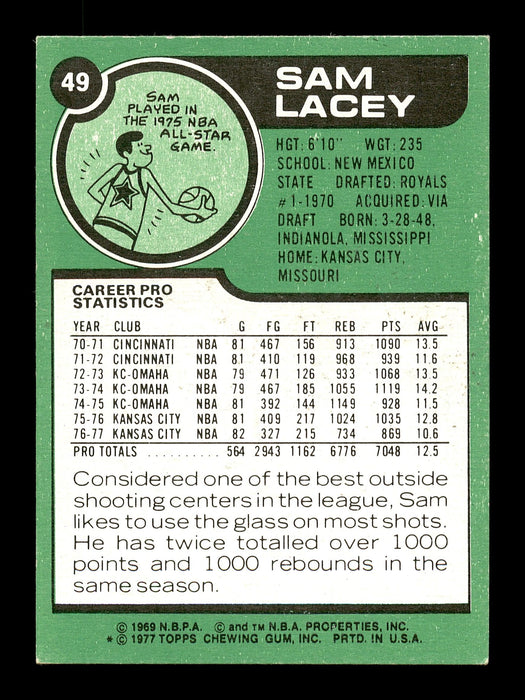 49
SAM LACEY
SAM
PLAYED IN
THE 1975 NBA
ALL-STAR
GAME.
HGT: 6'10" WGT: 235
SCHOOL: NEW MEXICO
STATE DRAFTED: ROYALS
#1-1970 ACQUIRED: VIA
DRAFT BORN: 3-28-48,
INDIANOLA, MISSISSIPPI
HOME: KANSAS CITY,
MISSOURI
CAREER PRO
STATISTICS
YEAR CLUB G FG FT REB PTS AVG
70-71 CINCINNATI NBA 81 467 156 913 1090 13.5
71-72 CINCINNATI NBA 81 410 119 968 939 11.6
72-73 KC-OMAHA NBA 79 471 126 933 1068 13.5
73-74 KC-OMAHA NBA 79 467 185 1055 1119 14.2
74-75 KC-OMAHA NBA 81 392 144 1149 928 11.5
75-76 KANSAS CITY NBA 81 409 217 1024 1035 12.8
76-77 KANSAS CITY NBA 82 327 215 734 869 10.6
PRO TOTALS .......... 564 2943 1162 6776 7048 12.5
Considered one of the best outside
shooting centers in the league, Sam
likes to use the glass on most shots.
He has twice totalled over 1000
points and 1000 rebounds in the
same season.
© 1969 N.B.P.A. © and TM N.B.A. PROPERTIES, INC.
* © 1977 TOPPS CHEWING GUM, INC. PRTD. IN U.S.A.